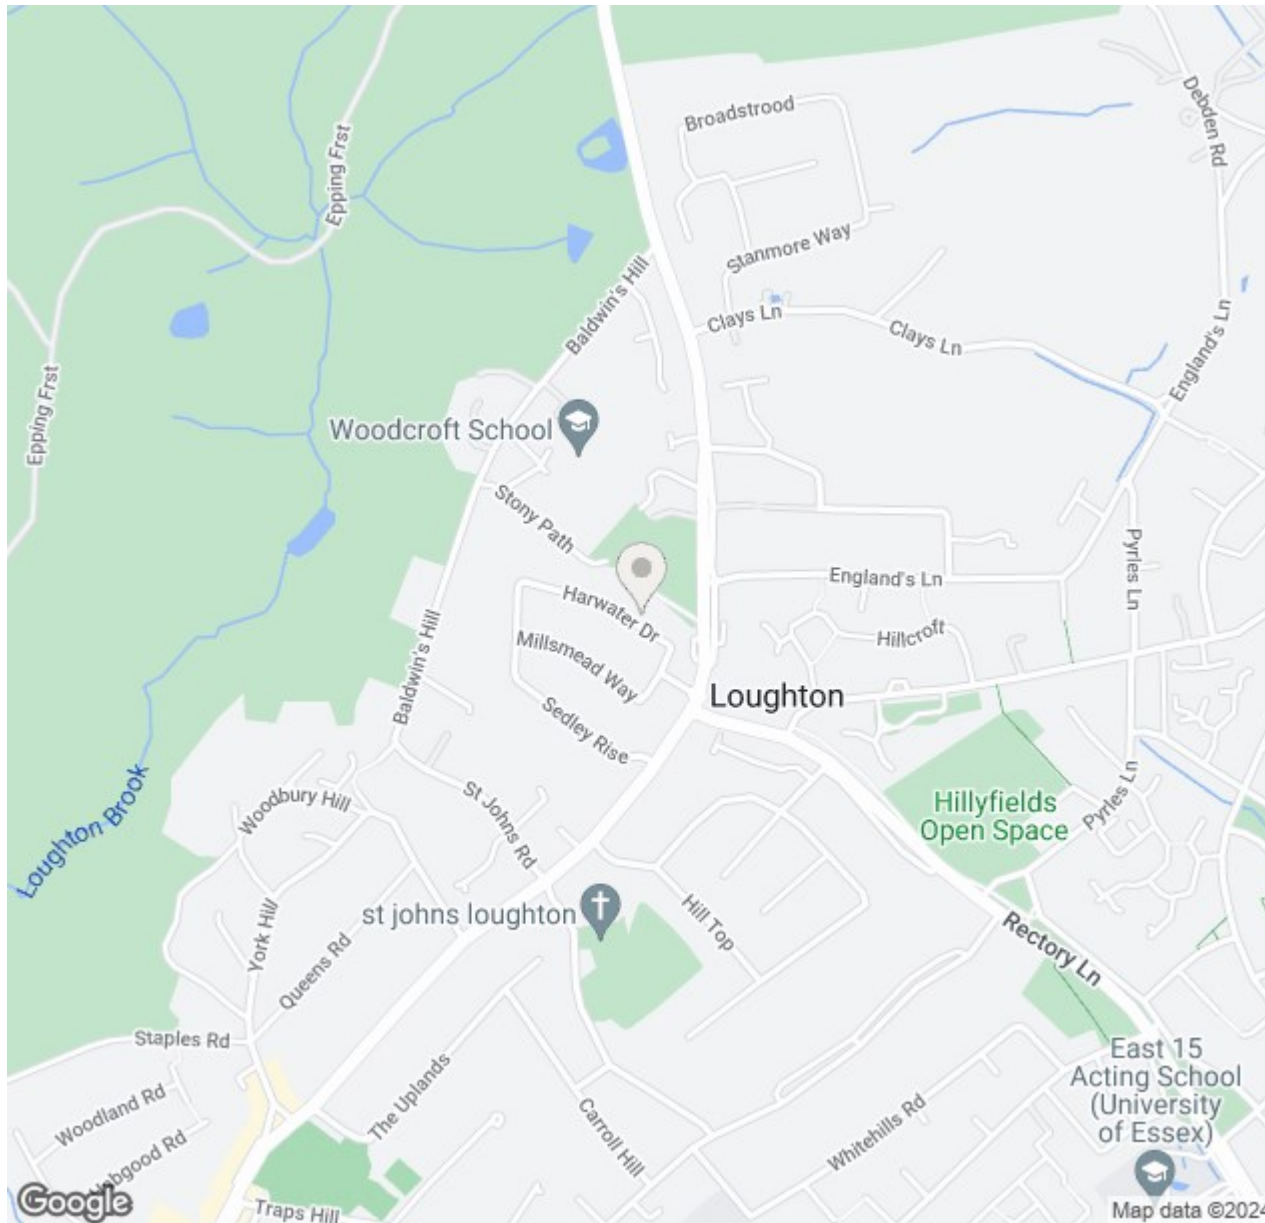 Broadstrood
Debden Rd
Epping Frst
Stanmore Way
Baldwin's Hill
Clays Ln
Clays Ln
England's Ln
Epping Frst
Woodcroft School
Stony Path
Pyrles Ln
England's Ln
Harwater Dr
Hillcroft
Millsmead Way
Baldwin's Hill
Loughton
Sedley Rise
Loughton Brook
Woodbury Hill
St Johns Rd
Pyrles Ln
Hillyfields
Open Space
st johns loughton
Hill Top
York Hill
Queens Rd
Rectory Ln
Staples Rd
East 15
Acting School
(University
of Essex)
The Uplands
Woodland Rd
Carroll Hill
Whitehills Rd
Traps Hill
Google
Map data ©2024